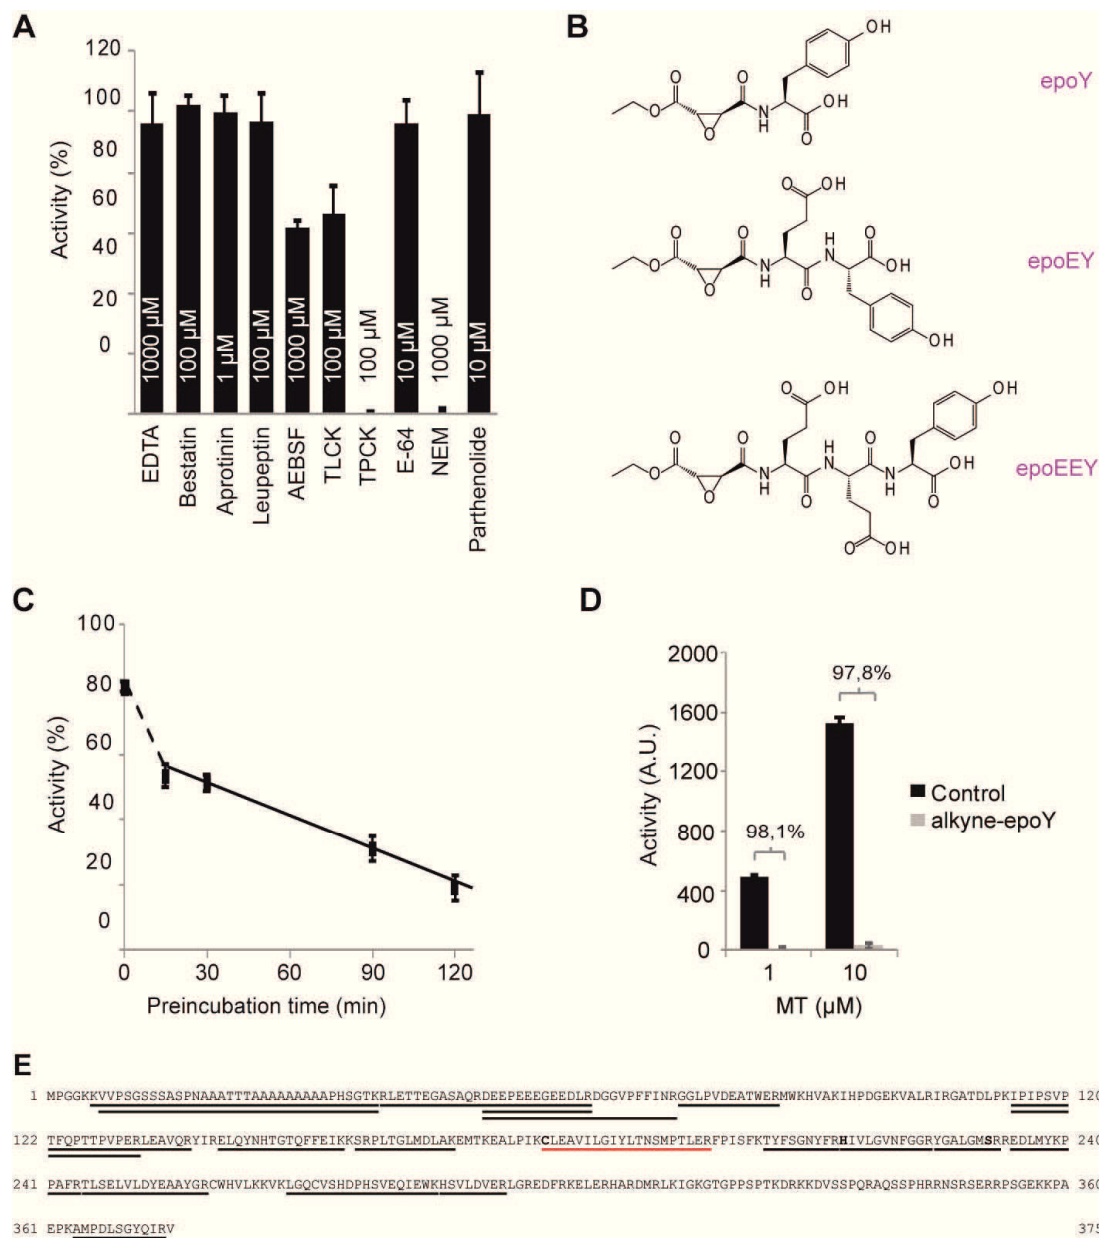 A
B
120
100
80
60
40
20
0
Activity (%)
1000 µM
100 µM
1 µM
100 µM
1000 µM
100 µM
100 µM
10 µM
1000 µM
10 µM
EDTA
Bestatin
Aprotinin
Leupeptin
AEBSF
TLCK
TPCK
E-64
NEM
Parthenolide
epoY
epoEY
epoEEY
C
100
80
60
40
20
0
Activity (%)
0 30 60 90 120
Preincubation time (min)
D
2000
1600
1200
800
400
0
Activity (A.U.)
98,1%
97,8%
1 10
MT (µM)
Control
alkyne-epoY
E
1 MPGGKKVVPSGSSSASPNAAATTTAAAAAAAAAPHSGTKRLETTEGASAQRDEEPEEEGEEDLRDGGVPFFINRGGLPVDEATWERMWKHVAKIHPDGEKVALRIRGATDLPKIPIPSVP 120
122 TFQPTTPVPERLEAVQRYIRELQYNHTGTQFFEIKKSRPLTGLMDLAKEMTKEALPIKCLEAVILGIYLTNSMPTLERFPISFKTYFSGNYFRHIVLGVNFGGRYGALGMSRREDLMYKP 240
241 PAFRTLSELVLDYEAAYGRCWHVLKKVKLGQCVSHDPHSVEQIEWKHSVLDVERLGREDFRKELERHARDMRLKIGKGTGPPSPTKDRKKDVSSPQRAQSSPHRRNSRSERRPSGEKKPA 360
361 EPKAMPDLSGYQIRV 375